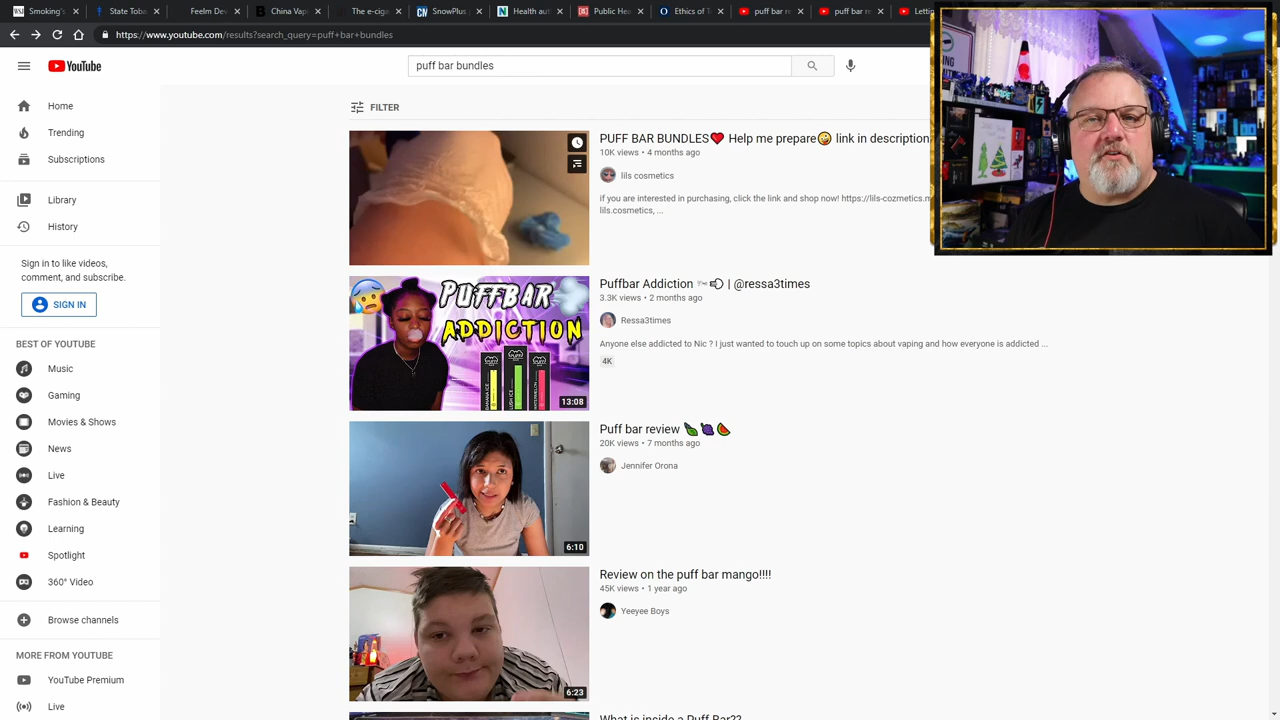 Smoking's
State Toba
Feelm Dev
Best Vapo
The e-ciga
SnowPlus
Health aut
Public Hea
Ethics of
puff bar re
puff bar re
Letti
https://www.youtube.com/results?search_query=puff+bar+bundles
YouTube
puff bar bundles
Home
Trending
Subscriptions
Library
History
Sign in to like videos,
comment, and subscribe.
SIGN IN
BEST OF YOUTUBE
Music
Gaming
Movies & Shows
News
Live
Fashion & Beauty
Learning
Spotlight
360° Video
Browse channels
MORE FROM YOUTUBE
YouTube Premium
Live
FILTER
PUFF BAR BUNDLES❤️ Help me prepare🤪 link in description
10K views • 4 months ago
lils cosmetics
if you are interested in purchasing, click the link and shop now! https://lils-cozmetics.m
lils.cosmetics, ...
PUFFBAR
ADDICTION
13:08
Puffbar Addiction | @ressa3times
3.3K views • 2 months ago
Ressa3times
Anyone else addicted to Nic ? I just wanted to touch up on some topics about vaping and how everyone is addicted ...
4K
6:10
Puff bar review 🍆🍇🍉
20K views • 7 months ago
Jennifer Orona
6:23
Review on the puff bar mango!!!!
45K views • 1 year ago
Yeeyee Boys
What is inside a Puff Bar??